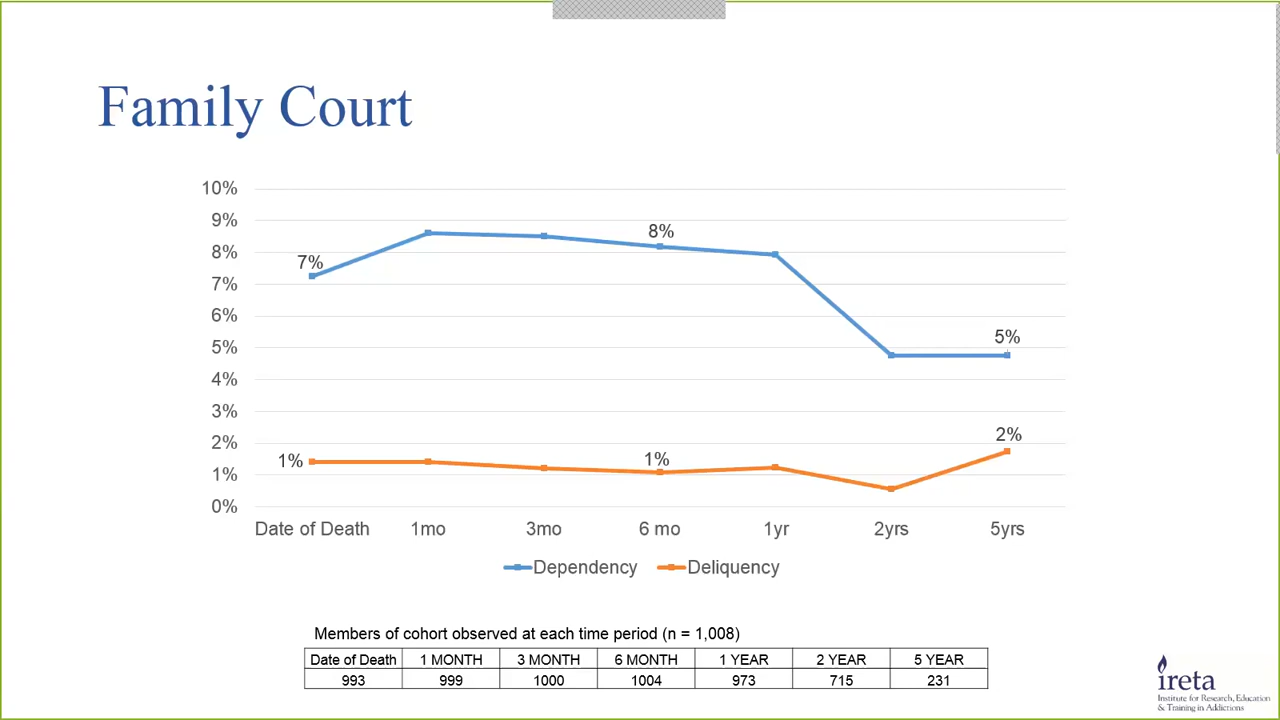 Family Court
10%
9%
8%
7%
6%
5%
4%
3%
2%
1%
0%
7%
8%
5%
1%
1%
2%
Date of Death 1mo 3mo 6 mo 1yr 2yrs 5yrs
Dependency Deliquency
Members of cohort observed at each time period (n = 1,008)
Date of Death 1 MONTH 3 MONTH 6 MONTH 1 YEAR 2 YEAR 5 YEAR
993 999 1000 1004 973 715 231
ireta
Institute for Research, Education
& Training in Addictions